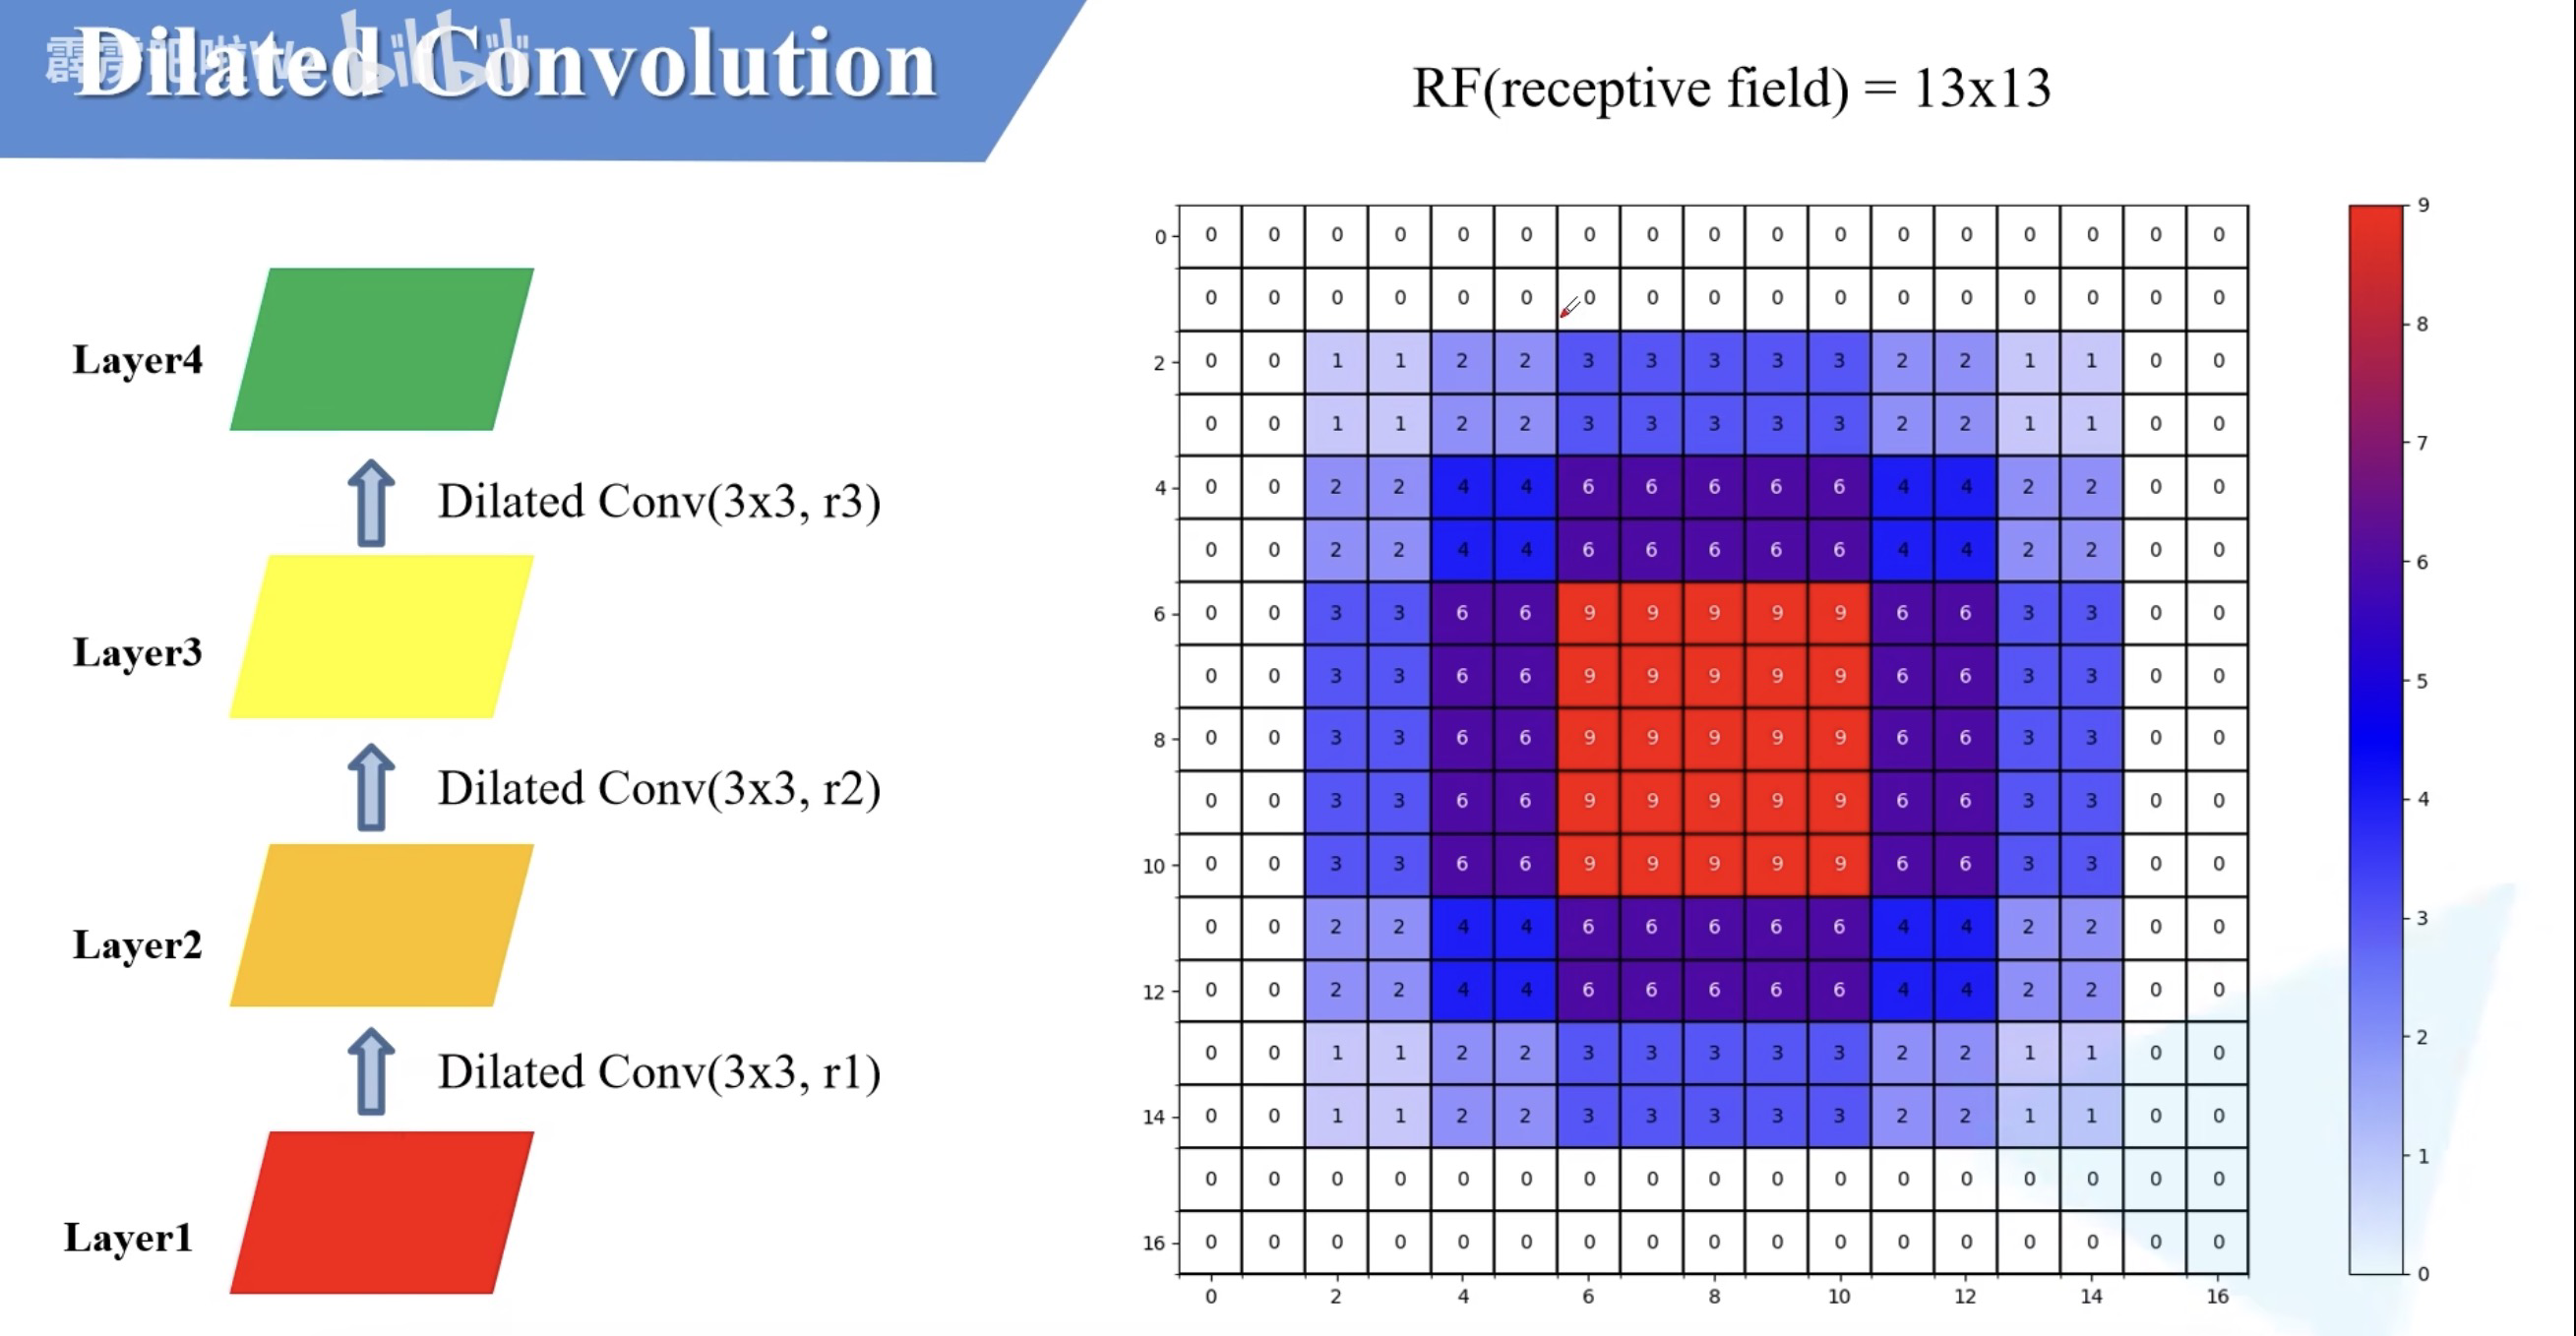 Dilated Convolution
RF(receptive field) = 13x13
Layer4
Dilated Conv(3x3, r3)
Layer3
Dilated Conv(3x3, r2)
Layer2
Dilated Conv(3x3, r1)
Layer1
0 0 0 0 0 0 0 0 0 0 0 0 0 0 0 0 0 0
0 0 0 0 0 0 0 0 0 0 0 0 0 0 0 0 0
2 0 0 1 1 2 2 3 3 3 3 3 2 2 1 1 0 0
0 0 1 1 2 2 3 3 3 3 3 2 2 1 1 0 0
4 0 0 2 2 4 4 6 6 6 6 6 4 4 2 2 0 0
0 0 2 2 4 4 6 6 6 6 6 4 4 2 2 0 0
6 0 0 3 3 6 6 9 9 9 9 9 6 6 3 3 0 0
0 0 3 3 6 6 9 9 9 9 9 6 6 3 3 0 0
8 0 0 3 3 6 6 9 9 9 9 9 6 6 3 3 0 0
0 0 3 3 6 6 9 9 9 9 9 6 6 3 3 0 0
10 0 0 3 3 6 6 9 9 9 9 9 6 6 3 3 0 0
0 0 2 2 4 4 6 6 6 6 6 4 4 2 2 0 0
12 0 0 2 2 4 4 6 6 6 6 6 4 4 2 2 0 0
0 0 1 1 2 2 3 3 3 3 3 2 2 1 1 0 0
14 0 0 1 1 2 2 3 3 3 3 3 2 2 1 1 0 0
0 0 0 0 0 0 0 0 0 0 0 0 0 0 0 0 0
16 0 0 0 0 0 0 0 0 0 0 0 0 0 0 0 0 0
0 2 4 6 8 10 12 14 16
9
8
7
6
5
4
3
2
1
0